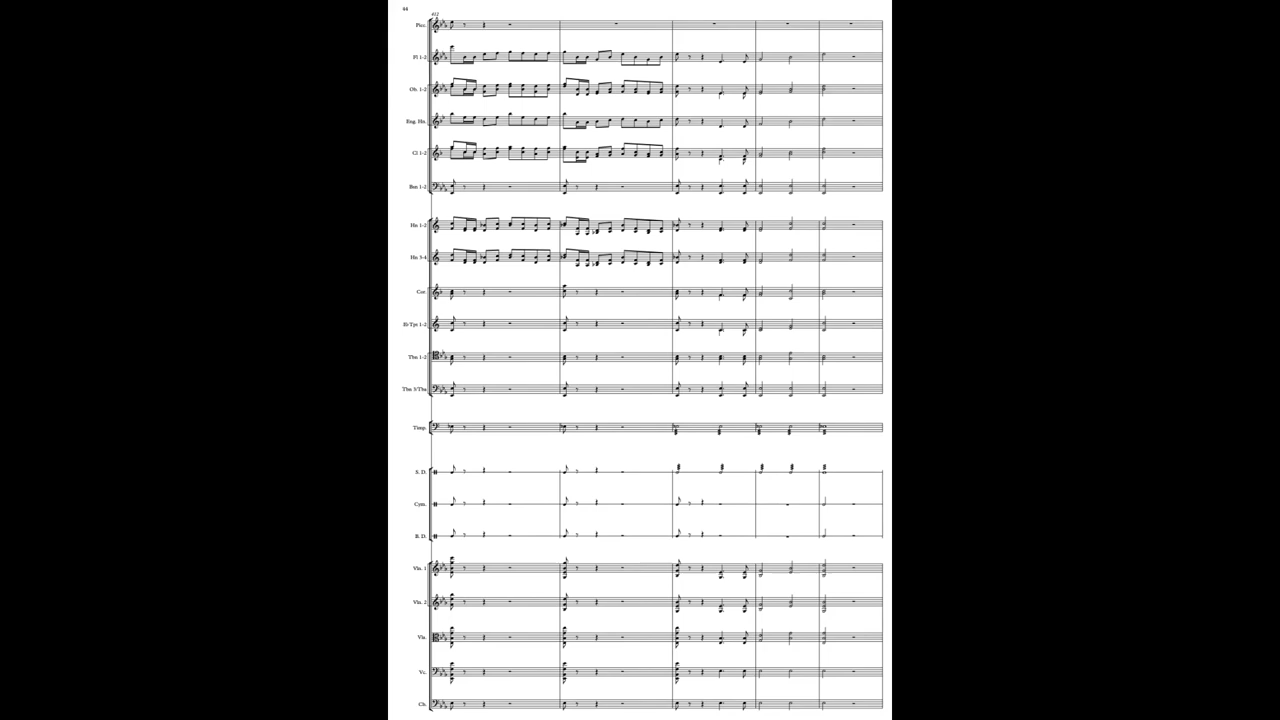 44
412
Picc.
Fl 1-2
Ob. 1-2
Eng. Hn.
Cl 1-2
Bsn 1-2
Hn 1-2
Hn 3-4
Cor.
E♭Tpt 1-2
Tbn 1-2
Tbn 3/Tba
Timp.
S. D.
Cym.
B. D.
Vln. 1
Vln. 2
Vla.
Vc.
Cb.